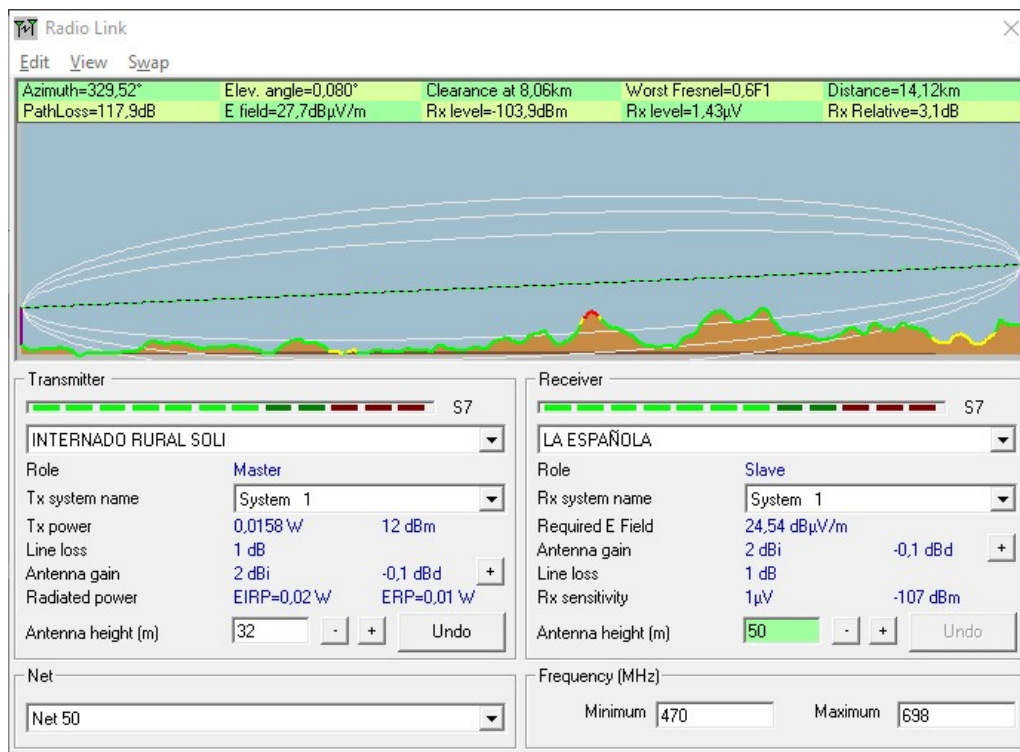 Radio Link
Edit View Swap
Azimuth=329,52° Elev. angle=0,080° Clearance at 8,06km Worst Fresnel=0,6F1 Distance=14,12km
PathLoss=117,9dB E field=27,7dBμV/m Rx level=-103,9dBm Rx level=1,43μV Rx Relative=3,1dB
Transmitter
S7
INTERNADO RURAL SOLI
Role Master
Tx system name System 1
Tx power 0,0158 W 12 dBm
Line loss 1 dB
Antenna gain 2 dBi -0,1 dBd +
Radiated power EIRP=0,02 W ERP=0,01 W
Antenna height (m) 32 - + Undo
Net
Net 50
Receiver
S7
LA ESPAÑOLA
Role Slave
Rx system name System 1
Required E Field 24,54 dBμV/m
Antenna gain 2 dBi -0,1 dBd +
Line loss 1 dB
Rx sensitivity 1μV -107 dBm
Antenna height (m) 50 - + Undo
Frequency (MHz)
Minimum 470 Maximum 698